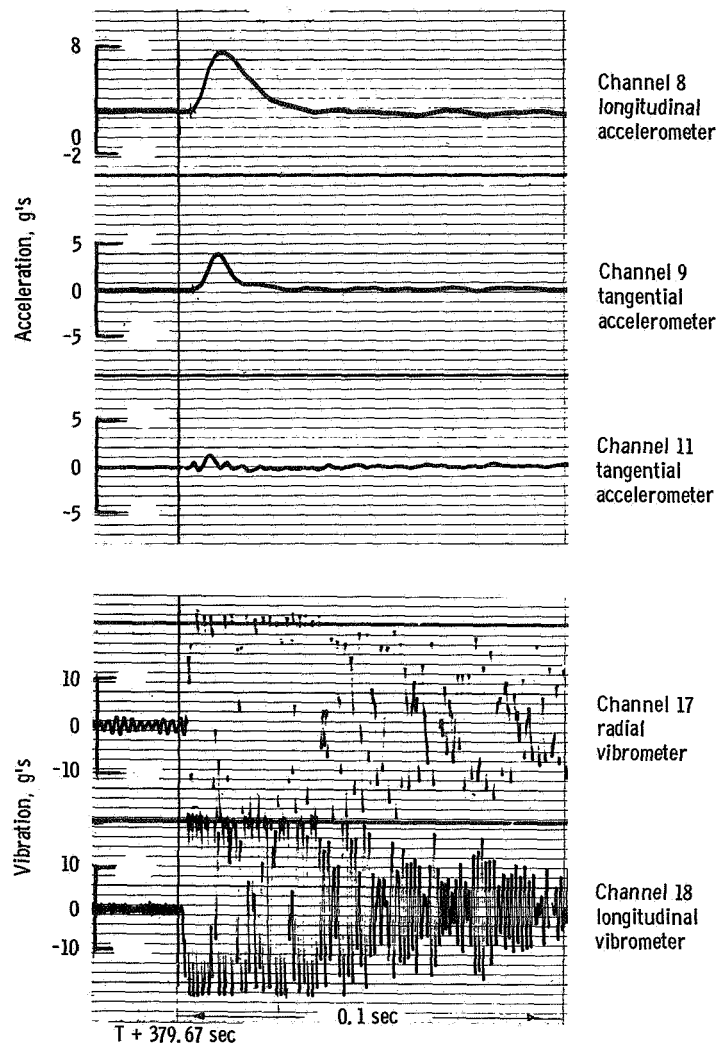 8
0
-2
Channel 8
longitudinal
accelerometer
Acceleration, g's
5
0
-5
Channel 9
tangential
accelerometer
5
0
-5
Channel 11
tangential
accelerometer
10
0
-10
Channel 17
radial
vibrometer
Vibration, g's
10
0
-10
Channel 18
longitudinal
vibrometer
0.1 sec
T + 379.67 sec